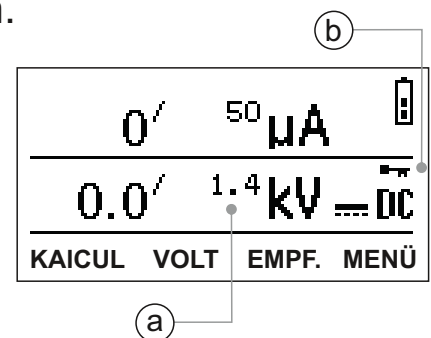 n.
b
0/ 50 µA
0.0/ 1.4 kV DC
KAICUL VOLT EMPF. MENÜ
a